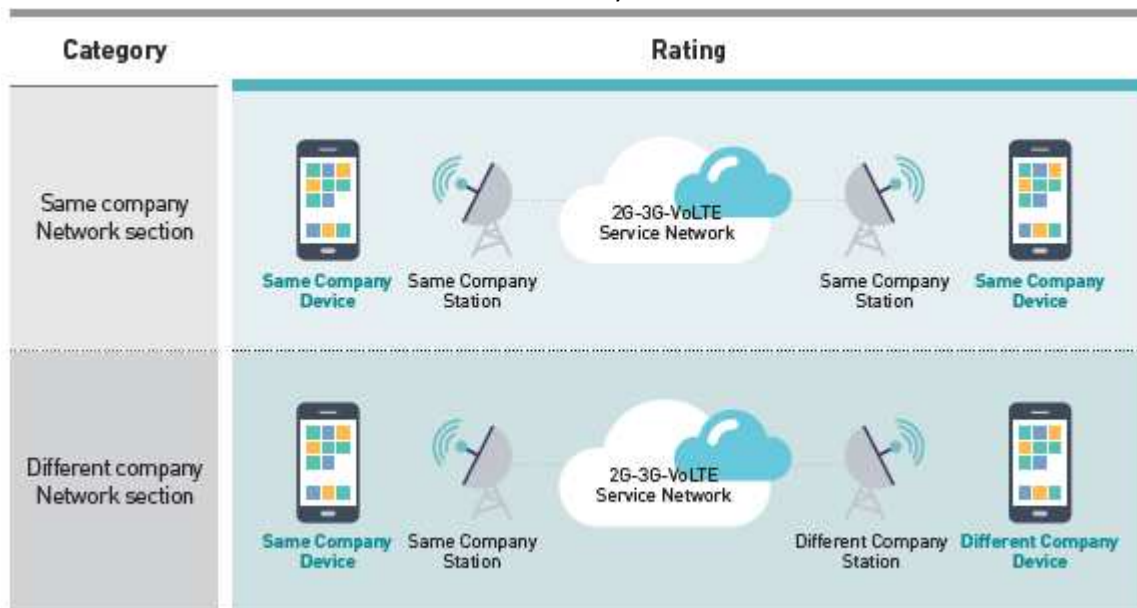 Category
Rating
Same company
Network section
2G-3G-VoLTE
Service Network
Same Company
Device
Same Company
Station
Same Company
Station
Same Company
Device
Different company
Network section
2G-3G-VoLTE
Service Network
Same Company
Device
Same Company
Station
Different Company
Station
Different Company
Device